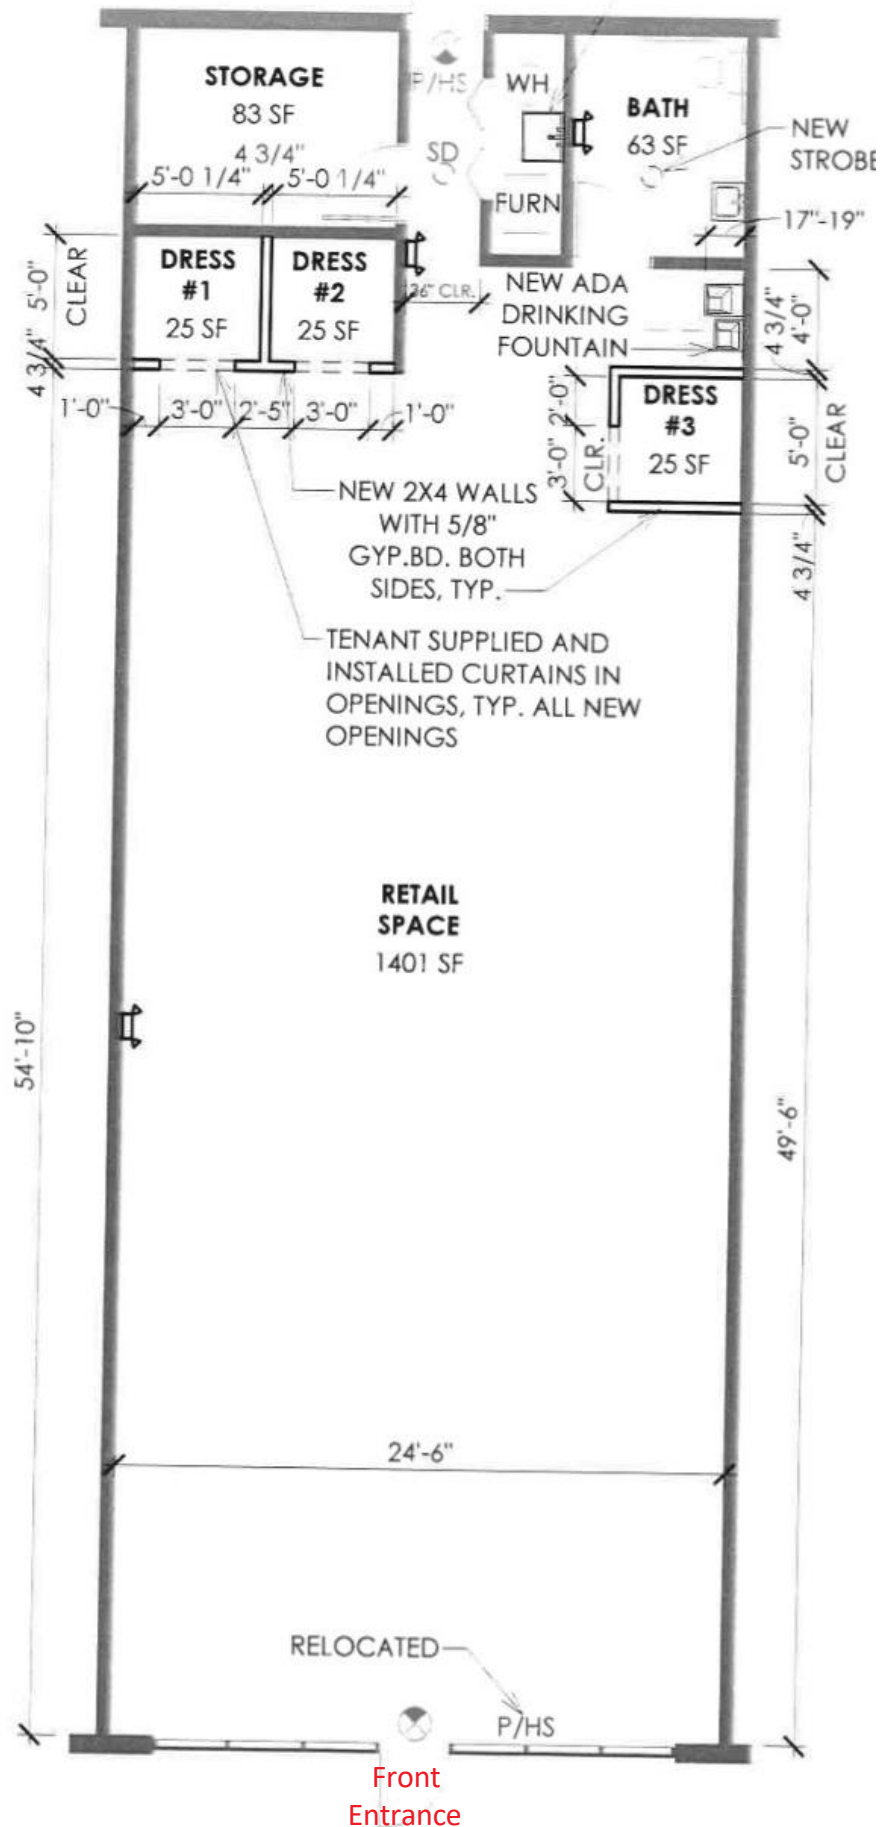 STORAGE
83 SF
4 3/4"
5'-0 1/4" 5'-0 1/4"
P/HS
SD
WH
FURN
BATH
63 SF
NEW
STROBE
17"-19"
5'-0"
CLEAR
4 3/4"
DRESS
#1
25 SF
DRESS
#2
25 SF
36" CLR.
NEW ADA
DRINKING
FOUNTAIN
4 3/4"
4'-0"
1'-0" 3'-0" 2'-5" 3'-0" 1'-0"
2'-0"
3'-0"
CLR.
DRESS
#3
25 SF
5'-0"
CLEAR
4 3/4"
NEW 2X4 WALLS
WITH 5/8"
GYP.BD. BOTH
SIDES, TYP.
TENANT SUPPLIED AND
INSTALLED CURTAINS IN
OPENINGS, TYP. ALL NEW
OPENINGS
RETAIL
SPACE
1401 SF
54'-10"
49'-6"
24'-6"
RELOCATED
P/HS
Front
Entrance